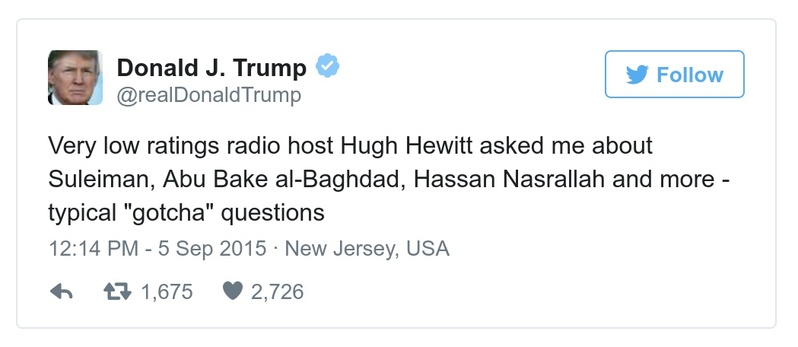 Donald J. Trump
@realDonaldTrump
Follow
Very low ratings radio host Hugh Hewitt asked me about
Suleiman, Abu Bake al-Baghdad, Hassan Nasrallah and more -
typical "gotcha" questions
12:14 PM - 5 Sep 2015 · New Jersey, USA
1,675 2,726